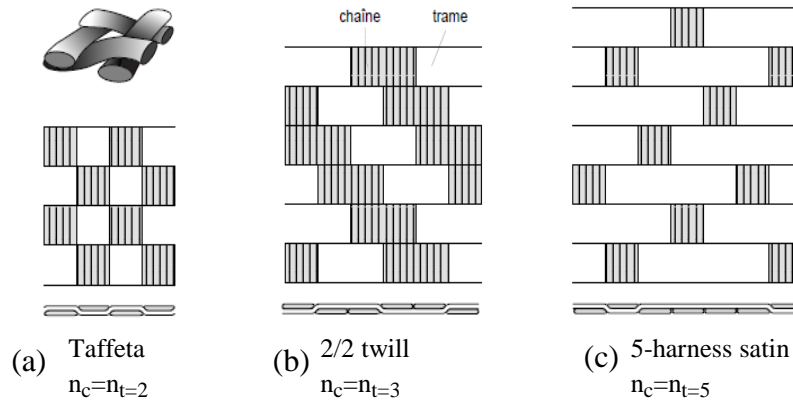 chaîne trame
(a) Taffeta
n_c=n_t=2
(b) 2/2 twill
n_c=n_t=3
(c) 5-harness satin
n_c=n_t=5